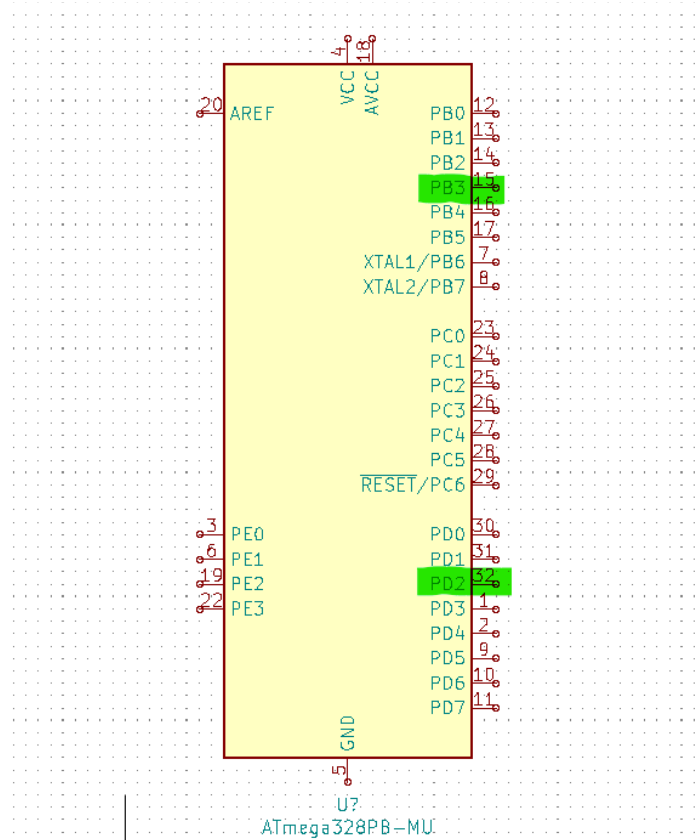 4 18
VCC AVCC
20 AREF PB0 12
PB1 13
PB2 14
PB3 15
PB4 16
PB5 17
XTAL1/PB6 7
XTAL2/PB7 8
PC0 23
PC1 24
PC2 25
PC3 26
PC4 27
PC5 28
RESET/PC6 29
3 PE0 PD0 30
6 PE1 PD1 31
19 PE2 PD2 32
22 PE3 PD3 1
PD4 2
PD5 9
PD6 10
PD7 11
GND
5
U?
ATmega328PB-MU